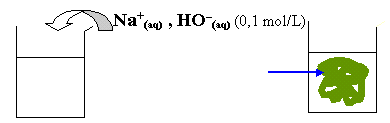 Na⁺(aq) , HO⁻(aq) (0,1 mol/L)